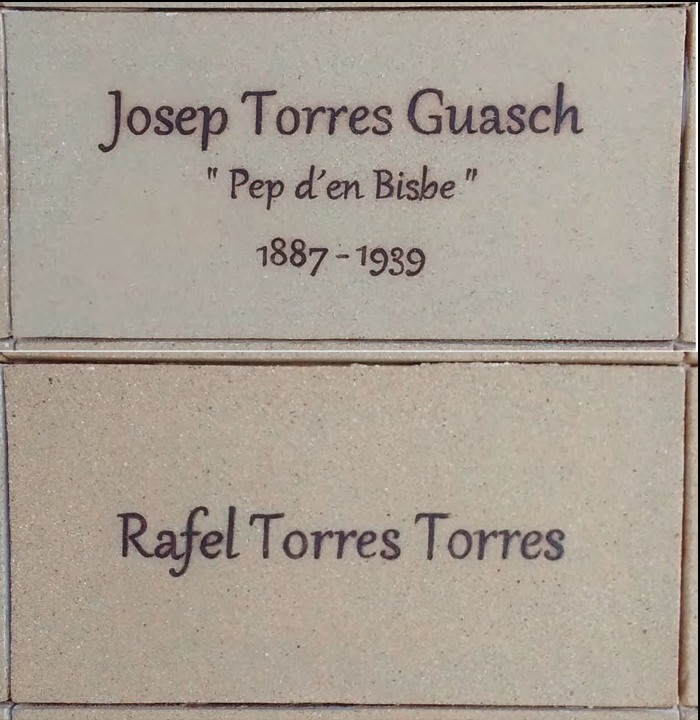 Josep Torres Guasch
" Pep d'en Bisbe "
1887 - 1939
Rafel Torres Torres